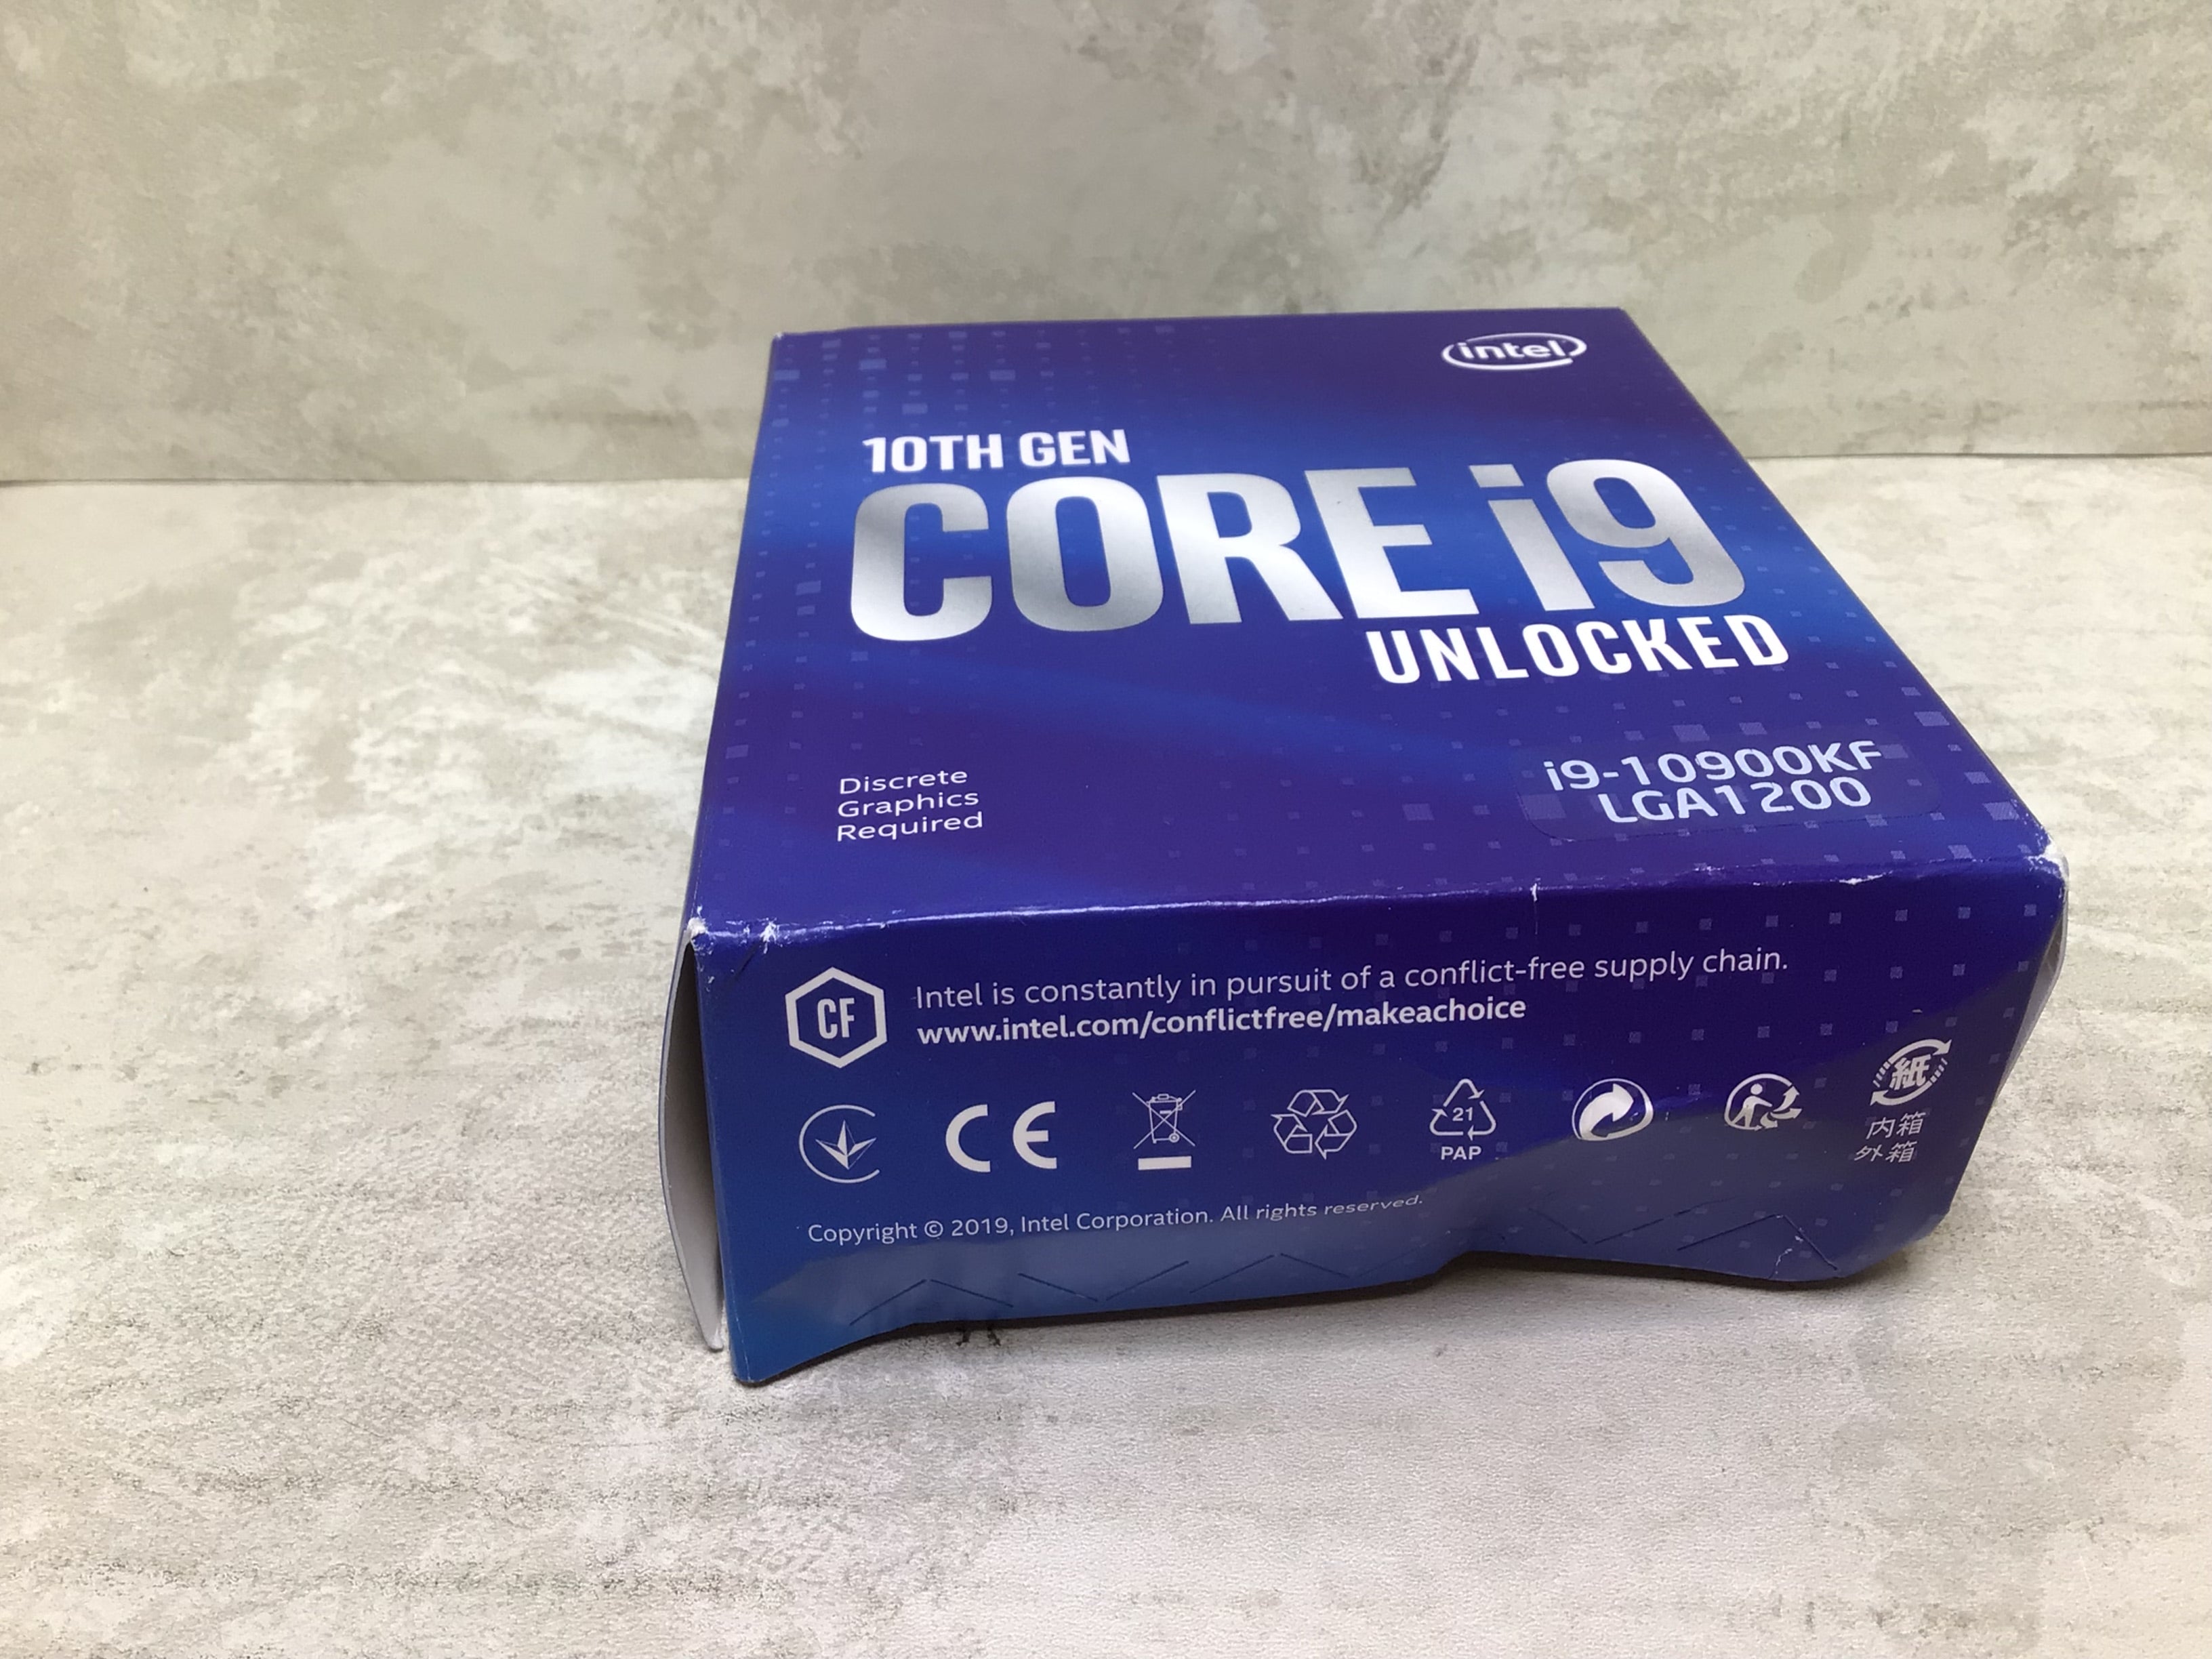 intel
10TH GEN
CORE i9
UNLOCKED
Discrete
Graphics
Required
i9-10900KF
LGA1200
CF
Intel is constantly in pursuit of a conflict-free supply chain.
www.intel.com/conflictfree/makeachoice
CE
21
PAP
紙
内箱
外箱
Copyright © 2019, Intel Corporation. All rights reserved.